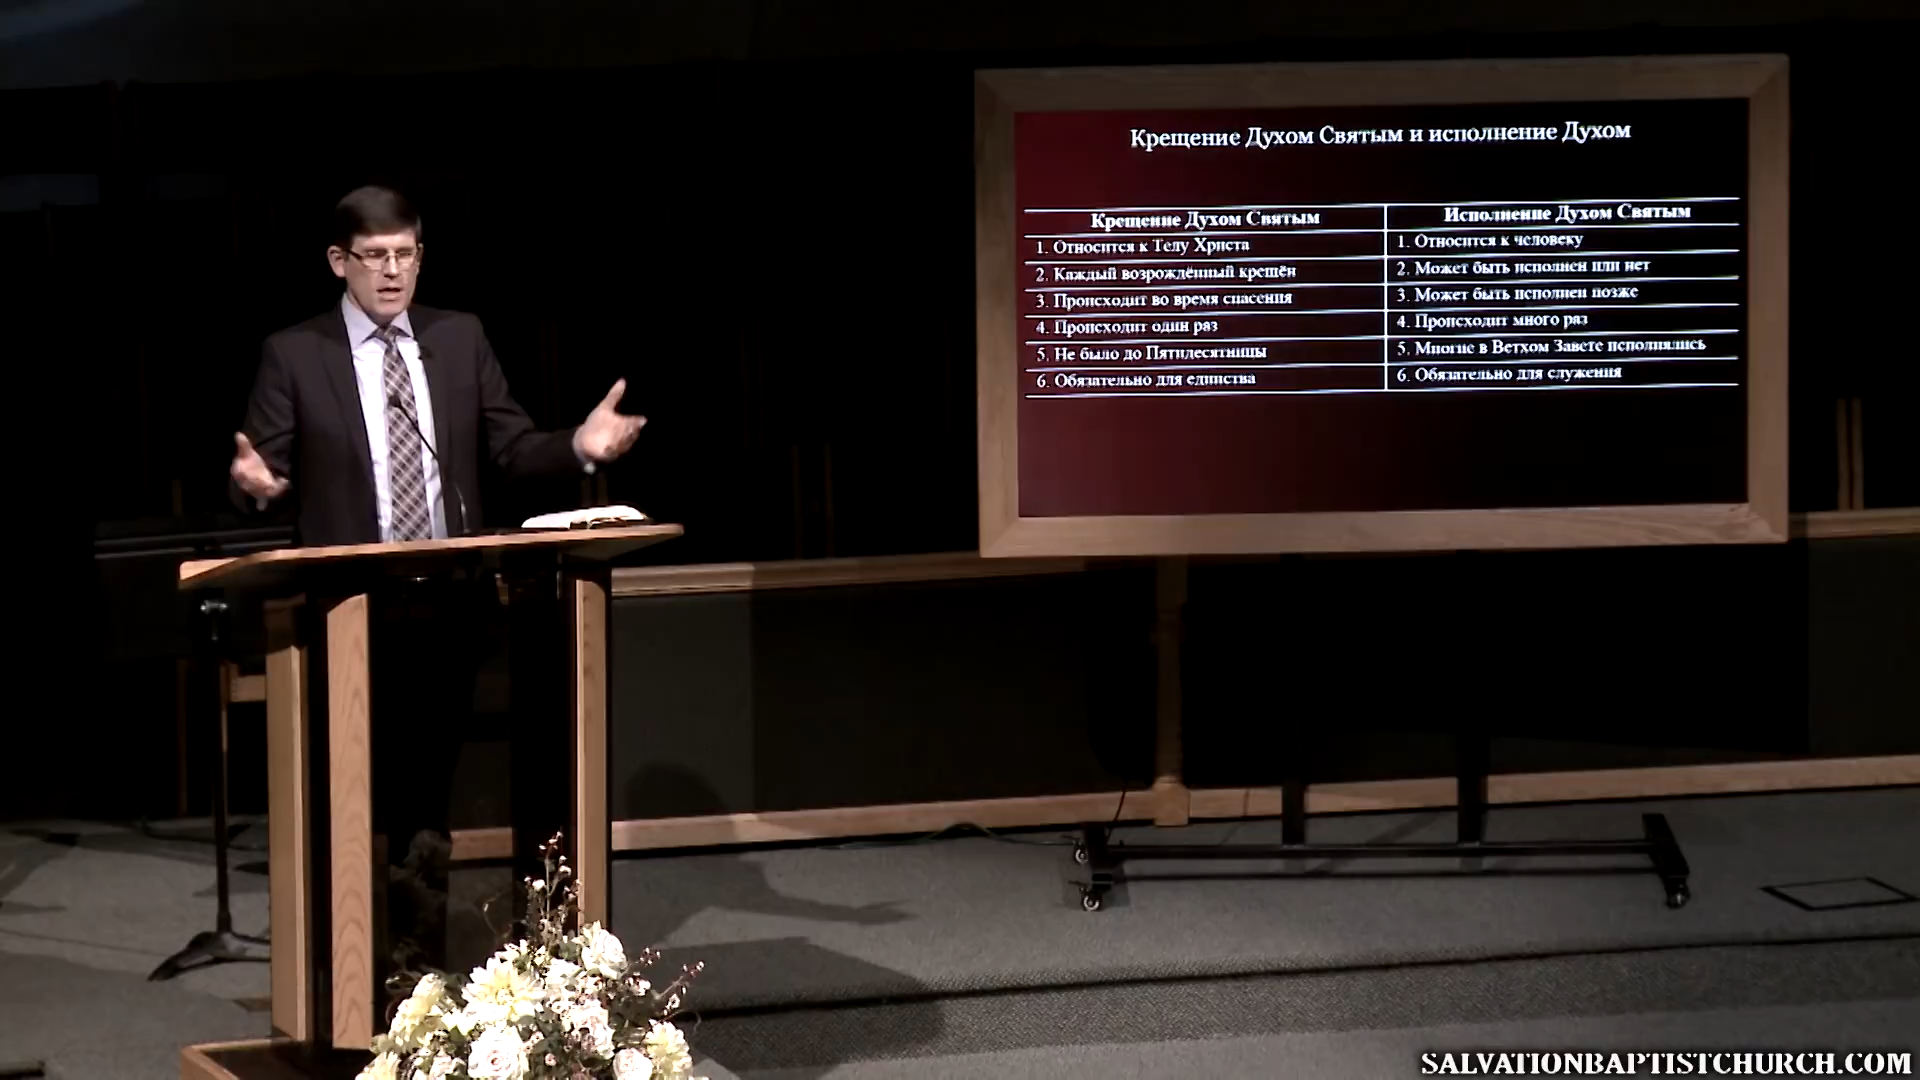 Крещение Духом Святым и исполнение Духом
Крещение Духом Святым
Исполнение Духом Святым
1. Относится к Телу Христа
1. Относится к человеку
2. Каждый возрождённый крещён
2. Может быть исполнен или нет
3. Происходит во время спасения
3. Может быть исполнен позже
4. Происходит один раз
4. Происходит много раз
5. Не было до Пятидесятницы
5. Многие в Ветхом Завете исполнялись
6. Обязательно для единства
6. Обязательно для служения
SALVATIONBAPTISTCHURCH.COM